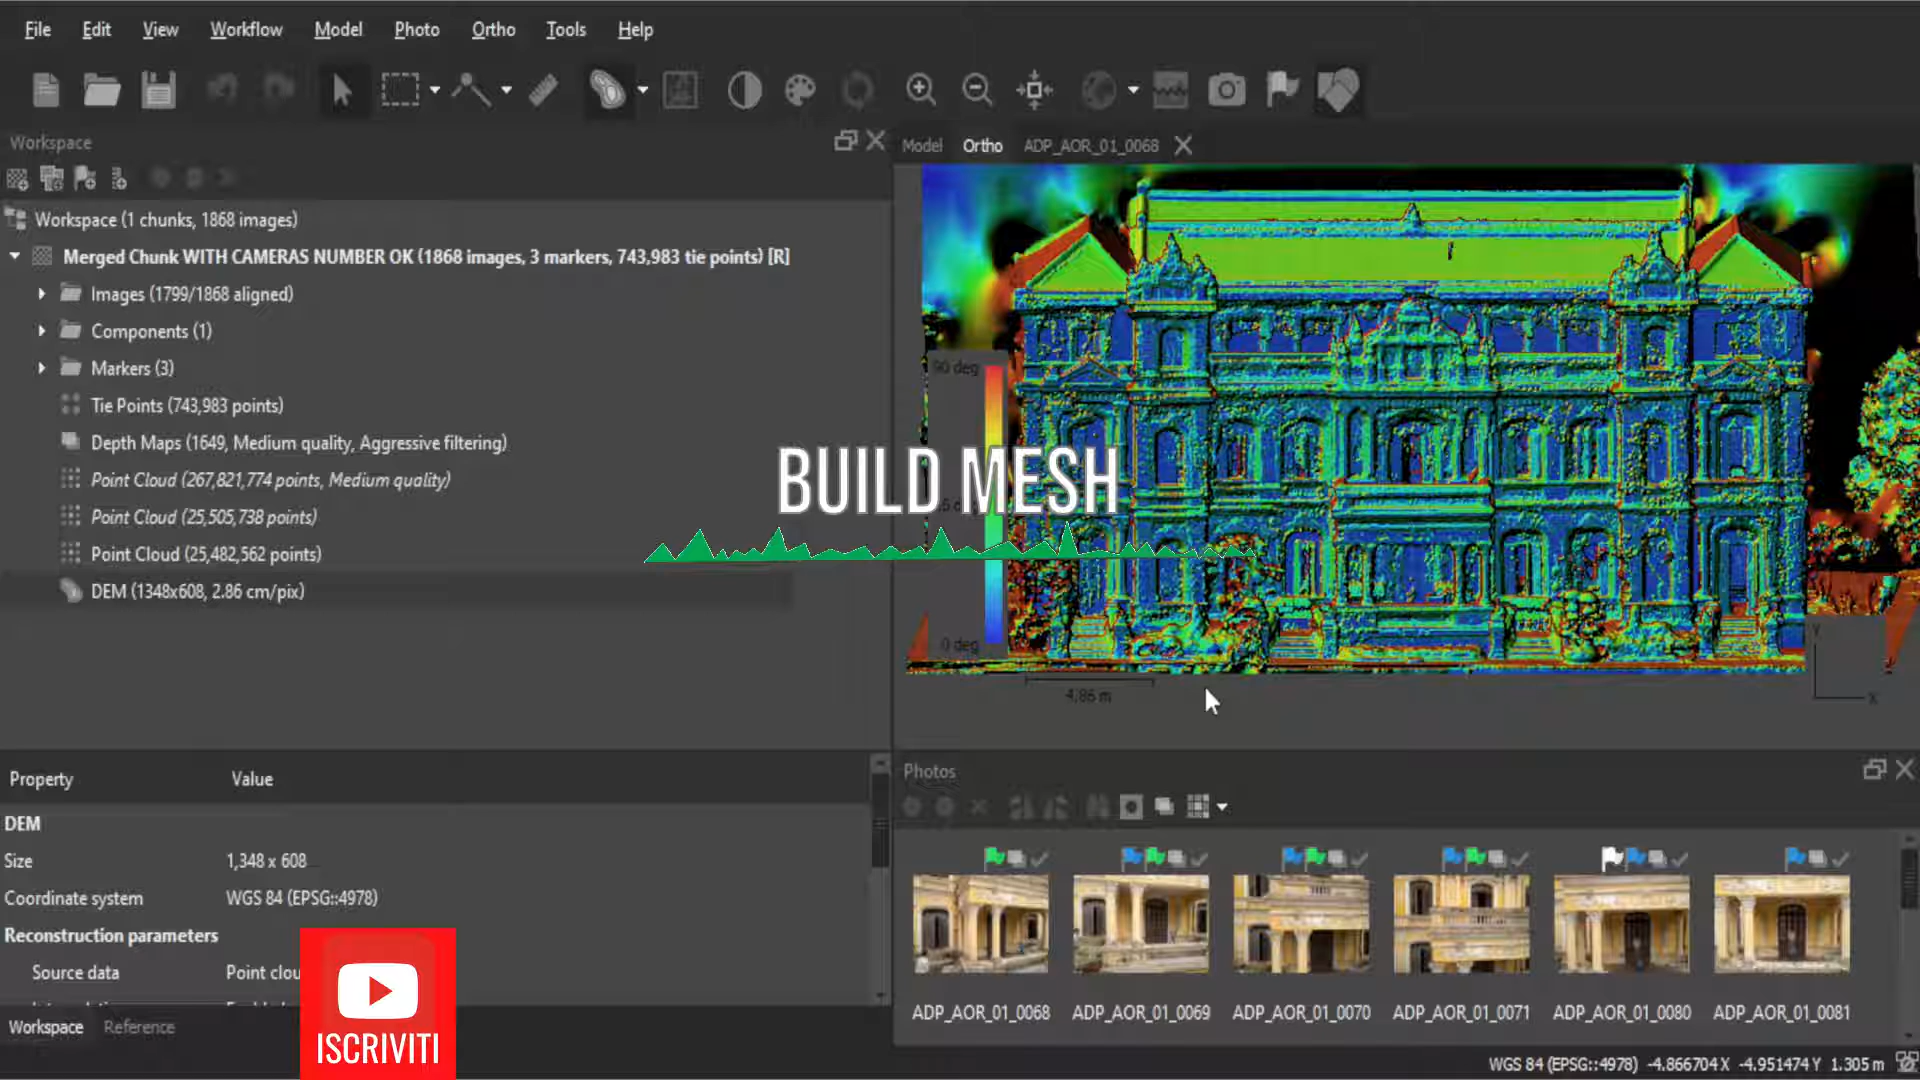 File Edit View Workflow Model Photo Ortho Tools Help
Workspace
Model Ortho ADP_AOR_01_0068
Workspace (1 chunks, 1868 images)
Merged Chunk WITH CAMERAS NUMBER OK (1868 images, 3 markers, 743,983 tie points) [R]
Images (1799/1868 aligned)
Components (1)
Markers (3)
Tie Points (743,983 points)
Depth Maps (1649, Medium quality, Aggressive filtering)
Point Cloud (267,821,774 points, Medium quality)
Point Cloud (25,505,738 points)
Point Cloud (25,482,562 points)
DEM (1348x608, 2.86 cm/pix)
90 deg
0 deg
4.86 m
Y
X
BUILD MESH
Property Value
DEM
Size 1,348 x 608
Coordinate system WGS 84 (EPSG::4978)
Reconstruction parameters
Source data Point clou
Workspace Reference
ISCRIVITI
Photos
ADP_AOR_01_0068 ADP_AOR_01_0069 ADP_AOR_01_0070 ADP_AOR_01_0071 ADP_AOR_01_0080 ADP_AOR_01_0081
WGS 84 (EPSG::4978) -4.866704 X -4.951474 Y 1.305 m